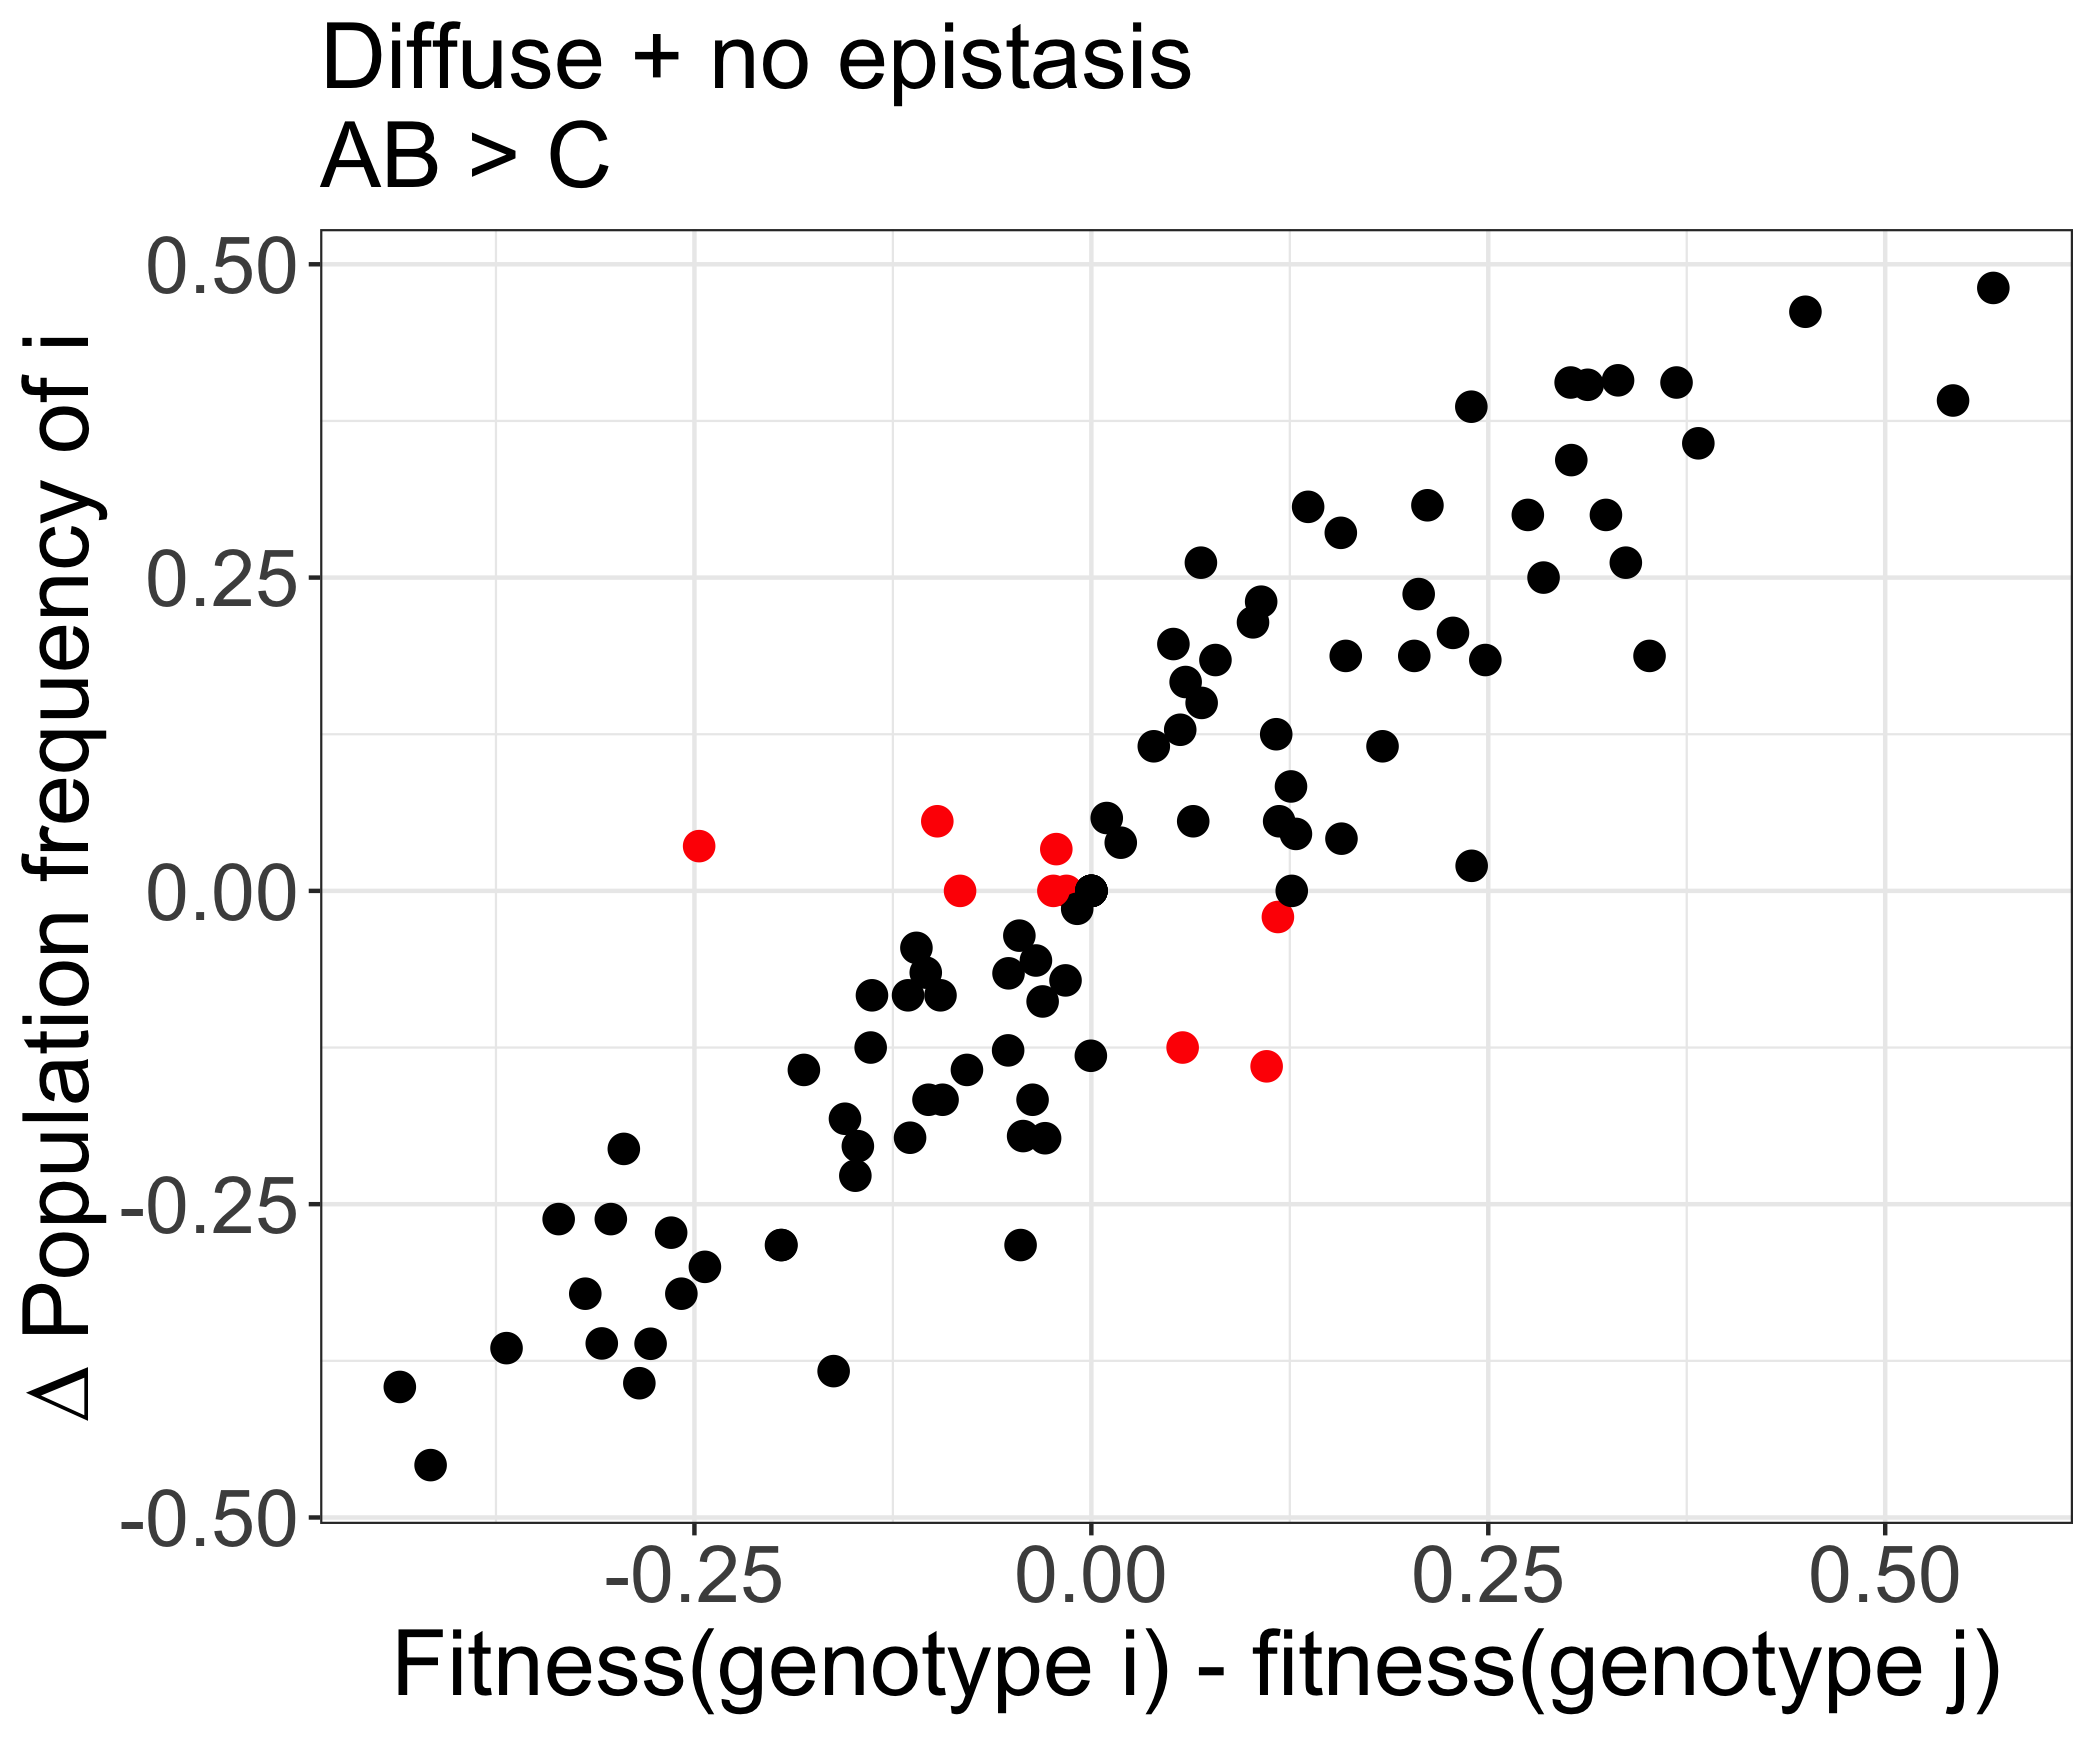 Diffuse + no epistasis
AB > C
Δ Population frequency of i
0.50
0.25
0.00
-0.25
-0.50
-0.25
0.00
0.25
0.50
Fitness(genotype i) - fitness(genotype j)